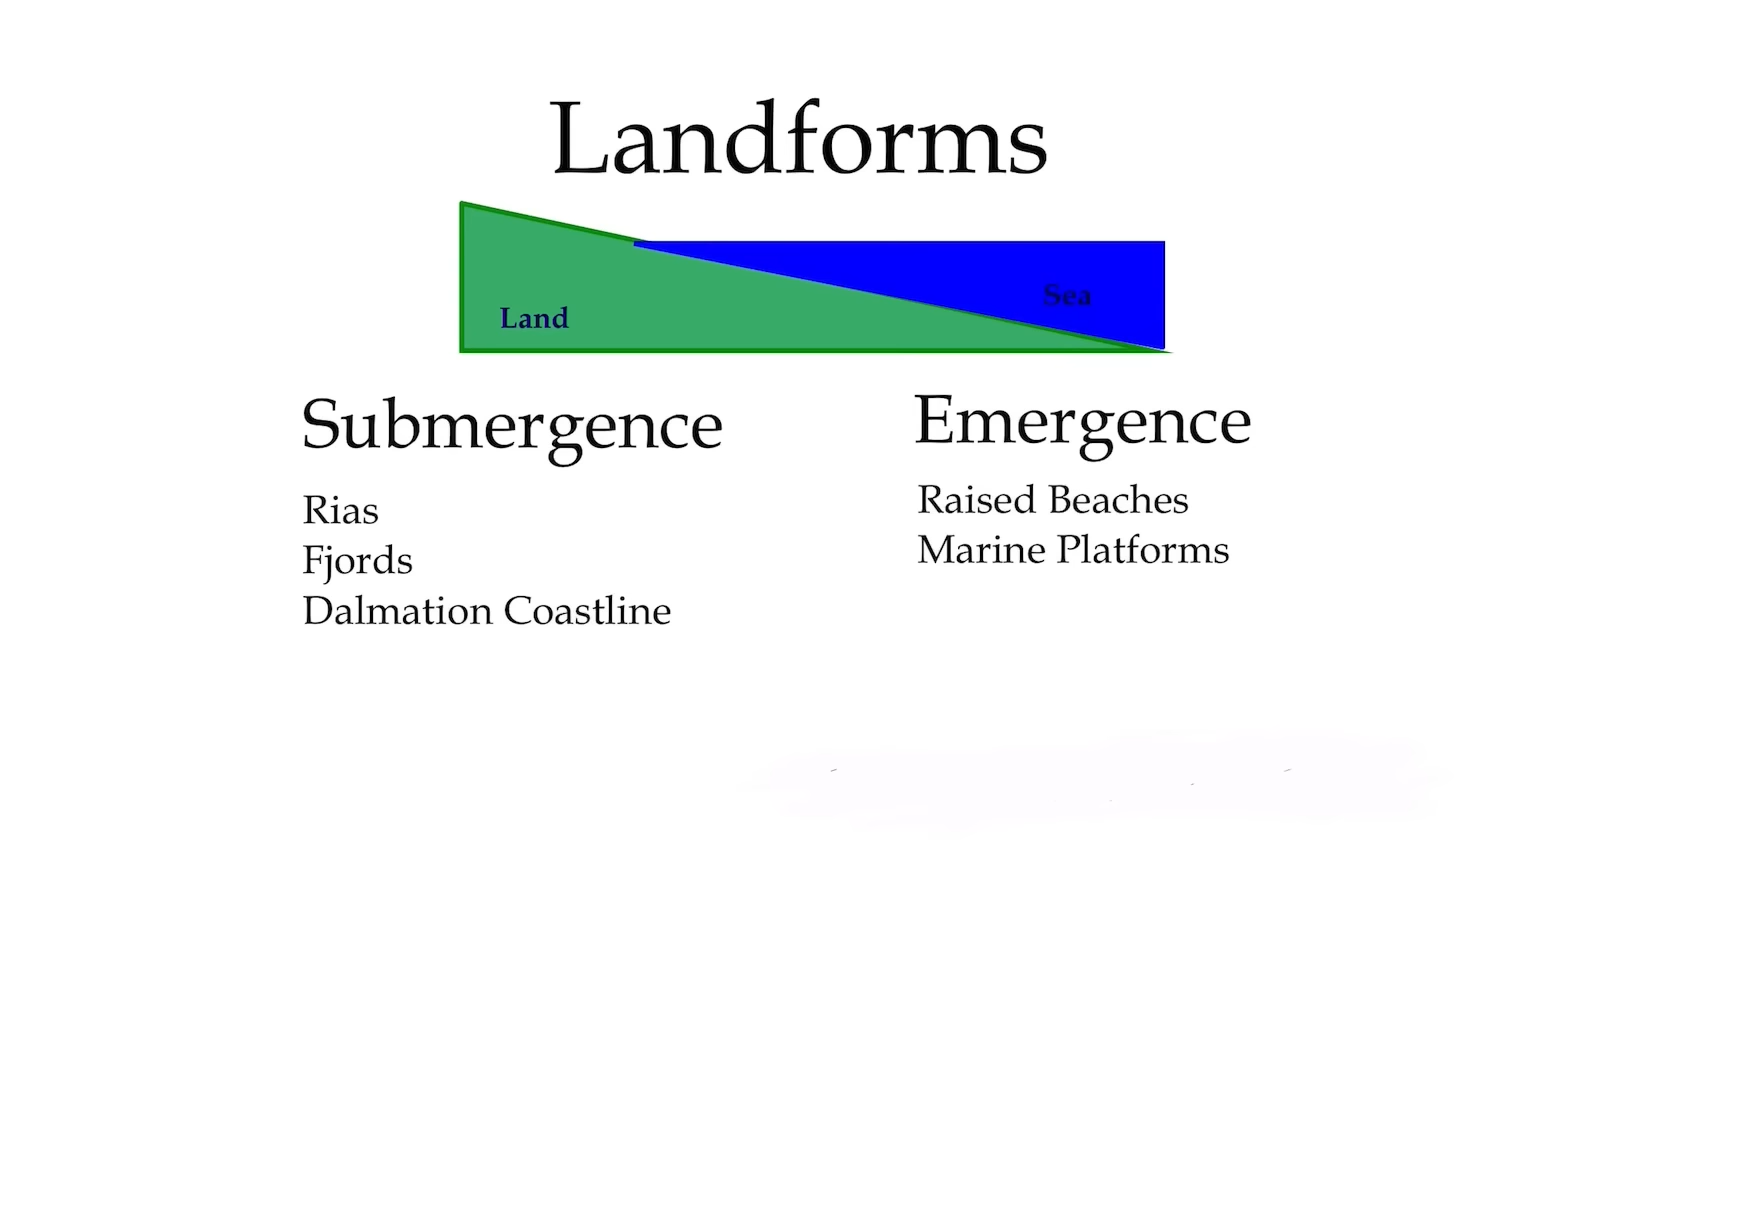 Landforms
Land
Sea
Submergence
Rias
Fjords
Dalmation Coastline
Emergence
Raised Beaches
Marine Platforms